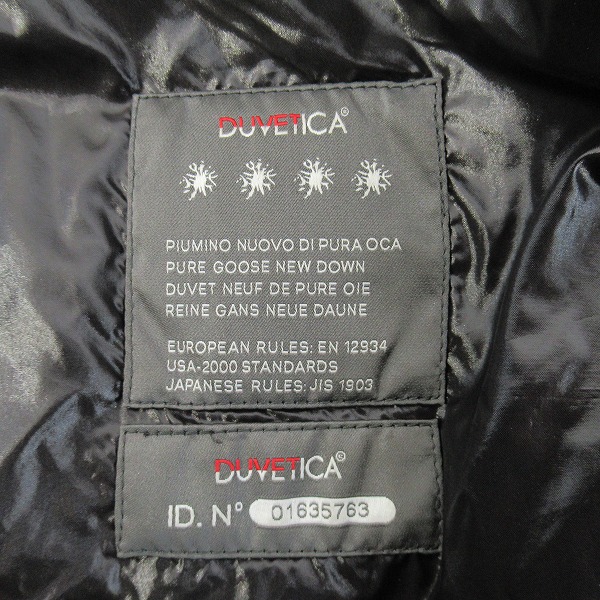 DUVETICA®
PIUMINO NUOVO DI PURA OCA
PURE GOOSE NEW DOWN
DUVET NEUF DE PURE OIE
REINE GANS NEUE DAUNE
EUROPEAN RULES: EN 12934
USA-2000 STANDARDS
JAPANESE RULES: JIS 1903
DUVETICA©
ID. N° 01635763